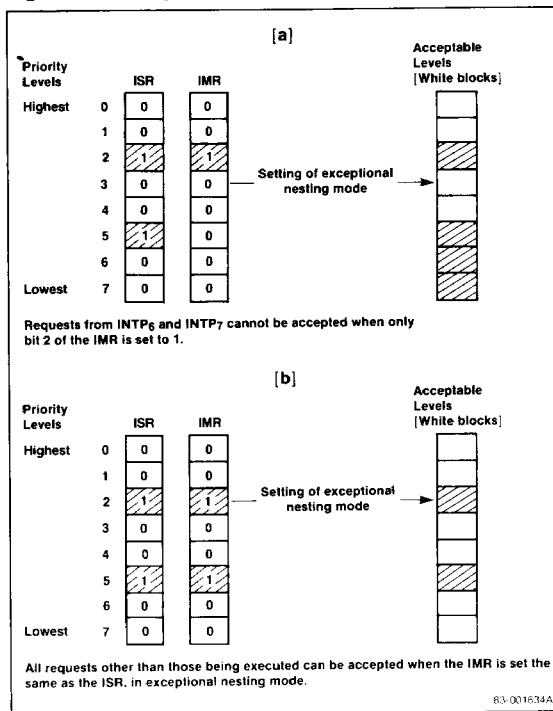 [a]
Priority Levels ISR IMR Acceptable Levels [White blocks]
Highest 0 0 0
1 0 0
2 1 1
3 0 0 Setting of exceptional nesting mode
4 0 0
5 1 0
6 0 0
Lowest 7 0 0
Requests from INTP6 and INTP7 cannot be accepted when only
bit 2 of the IMR is set to 1.
[b]
Priority Levels ISR IMR Acceptable Levels [White blocks]
Highest 0 0 0
1 0 0
2 1 1 Setting of exceptional nesting mode
3 0 0
4 0 0
5 1 1
6 0 0
Lowest 7 0 0
All requests other than those being executed can be accepted when the IMR is set the
same as the ISR, in exceptional nesting mode.
83-001634A